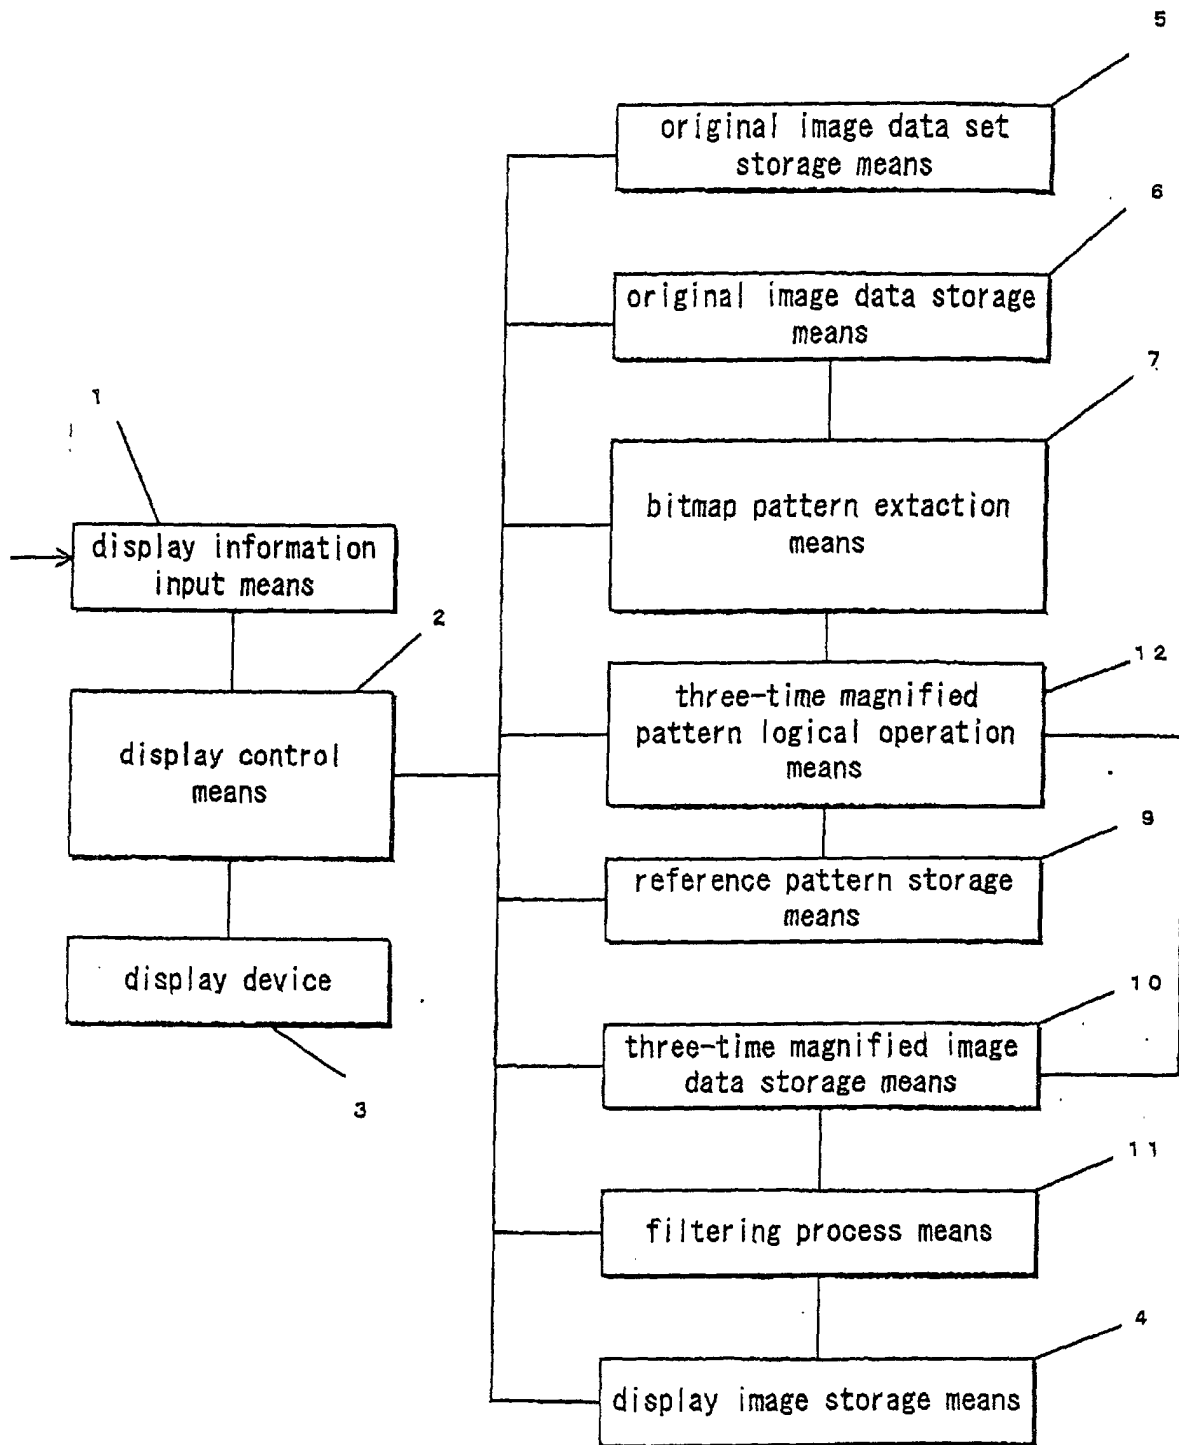 5
original image data set
storage means
6
original image data storage
means
7
bitmap pattern extaction
means
1
display information
input means
2
display control
means
display device
3
12
three-time magnified
pattern logical operation
means
9
reference pattern storage
means
10
three-time magnified image
data storage means
11
filtering process means
4
display image storage means